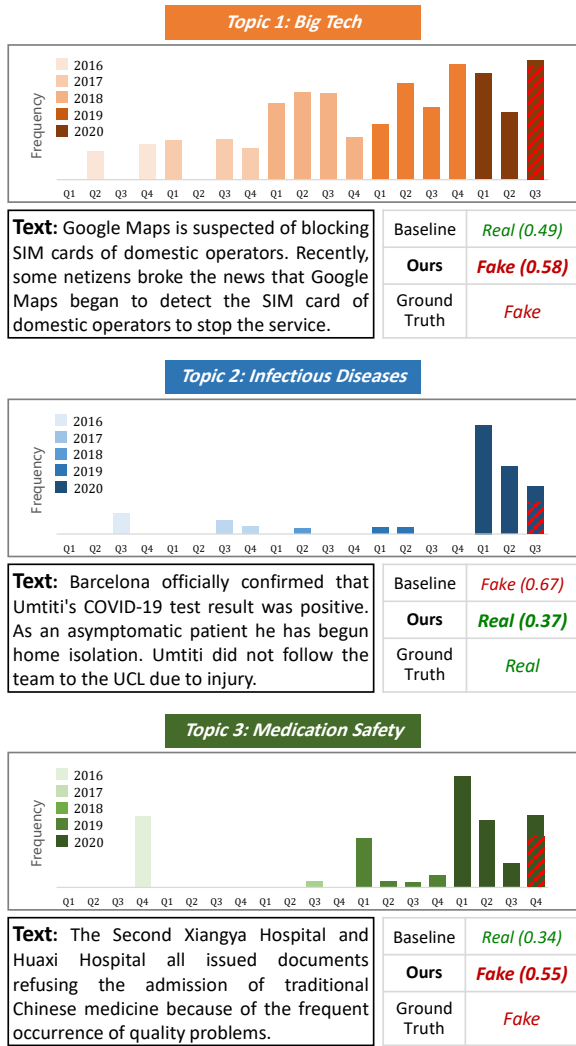 Topic 1: Big Tech
Frequency
2016
2017
2018
2019
2020
Q1 Q2 Q3 Q4 Q1 Q2 Q3 Q4 Q1 Q2 Q3 Q4 Q1 Q2 Q3 Q4 Q1 Q2 Q3
Text: Google Maps is suspected of blocking
SIM cards of domestic operators. Recently,
some netizens broke the news that Google
Maps began to detect the SIM card of
domestic operators to stop the service.
Baseline Real (0.49)
Ours Fake (0.58)
Ground
Truth
Fake
Topic 2: Infectious Diseases
Frequency
2016
2017
2018
2019
2020
Q1 Q2 Q3 Q4 Q1 Q2 Q3 Q4 Q1 Q2 Q3 Q4 Q1 Q2 Q3 Q4 Q1 Q2 Q3
Text: Barcelona officially confirmed that
Umtiti's COVID-19 test result was positive.
As an asymptomatic patient he has begun
home isolation. Umtiti did not follow the
team to the UCL due to injury.
Baseline Fake (0.67)
Ours Real (0.37)
Ground
Truth
Real
Topic 3: Medication Safety
Frequency
2016
2017
2018
2019
2020
Q1 Q2 Q3 Q4 Q1 Q2 Q3 Q4 Q1 Q2 Q3 Q4 Q1 Q2 Q3 Q4 Q1 Q2 Q3 Q4
Text: The Second Xiangya Hospital and
Huaxi Hospital all issued documents
refusing the admission of traditional
Chinese medicine because of the frequent
occurrence of quality problems.
Baseline Real (0.34)
Ours Fake (0.55)
Ground
Truth
Fake